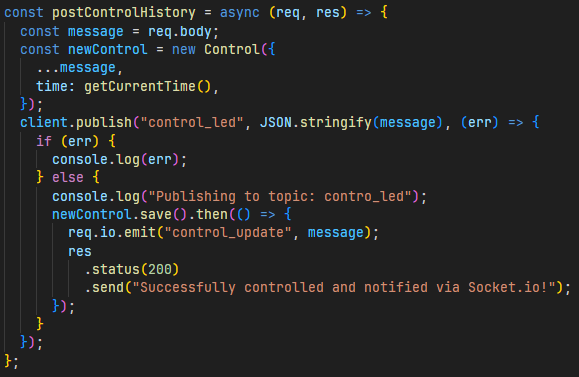 const postControlHistory = async (req, res) => {
  const message = req.body;
  const newControl = new Control({
    ...message,
    time: getCurrentTime(),
  });
  client.publish("control_led", JSON.stringify(message), (err) => {
    if (err) {
      console.log(err);
    } else {
      console.log("Publishing to topic: contro_led");
      newControl.save().then(() => {
        req.io.emit("control_update", message);
        res
          .status(200)
          .send("Successfully controlled and notified via Socket.io!");
      });
    }
  });
};